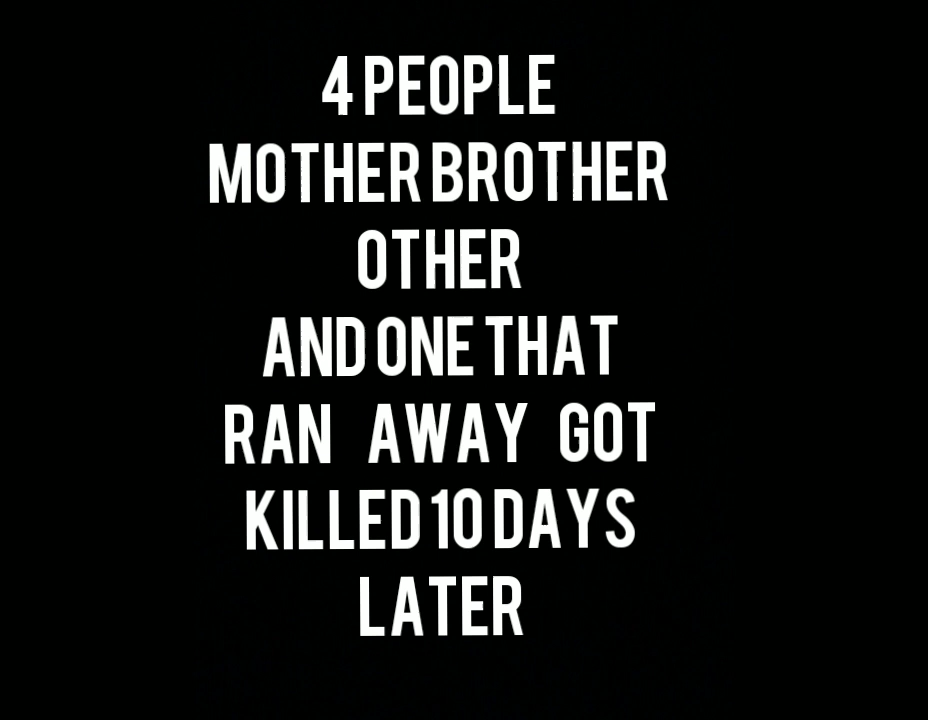 4 PEOPLE
MOTHER BROTHER
OTHER
AND ONE THAT
RAN AWAY GOT
KILLED 10 DAYS
LATER